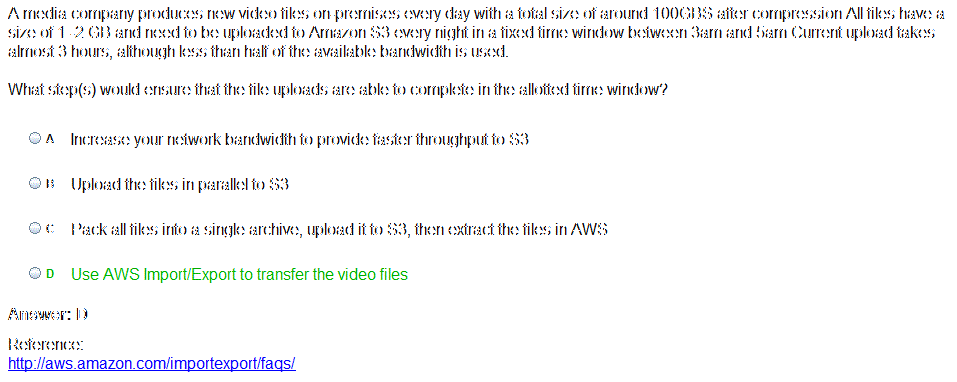 A media company produces new video files on-premises every day with a total size of around 100GBS after compression All files have a
size of 1 -2 GB and need to be uploaded to Amazon S3 every night in a fixed time window between 3am and 5am Current upload takes
almost 3 hours, although less than half of the available bandwidth is used.
What step(s) would ensure that the file uploads are able to complete in the allotted time window?
A Increase your network bandwidth to provide faster throughput to S3
B Upload the files in parallel to S3
C Pack all files into a single archive, upload it to S3, then extract the files in AWS
D Use AWS Import/Export to transfer the video files
Answer: D
Reference:
http://aws.amazon.com/importexport/faqs/